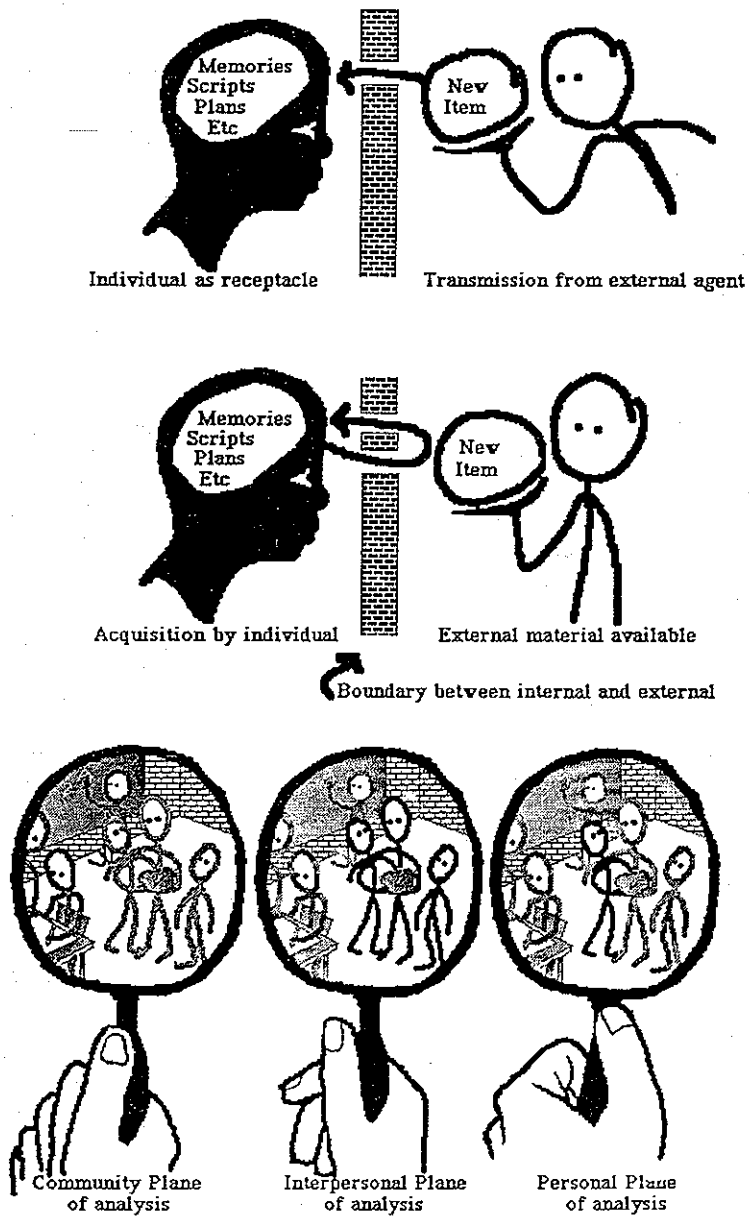 Memories
Scripts
Plans
Etc
New
Item
Individual as receptacle
Transmission from external agent
Memories
Scripts
Plans
Etc
New
Item
Acquisition by individual
External material available
Boundary between internal and external
Community Plane
of analysis
Interpersonal Plane
of analysis
Personal Plane
of analysis